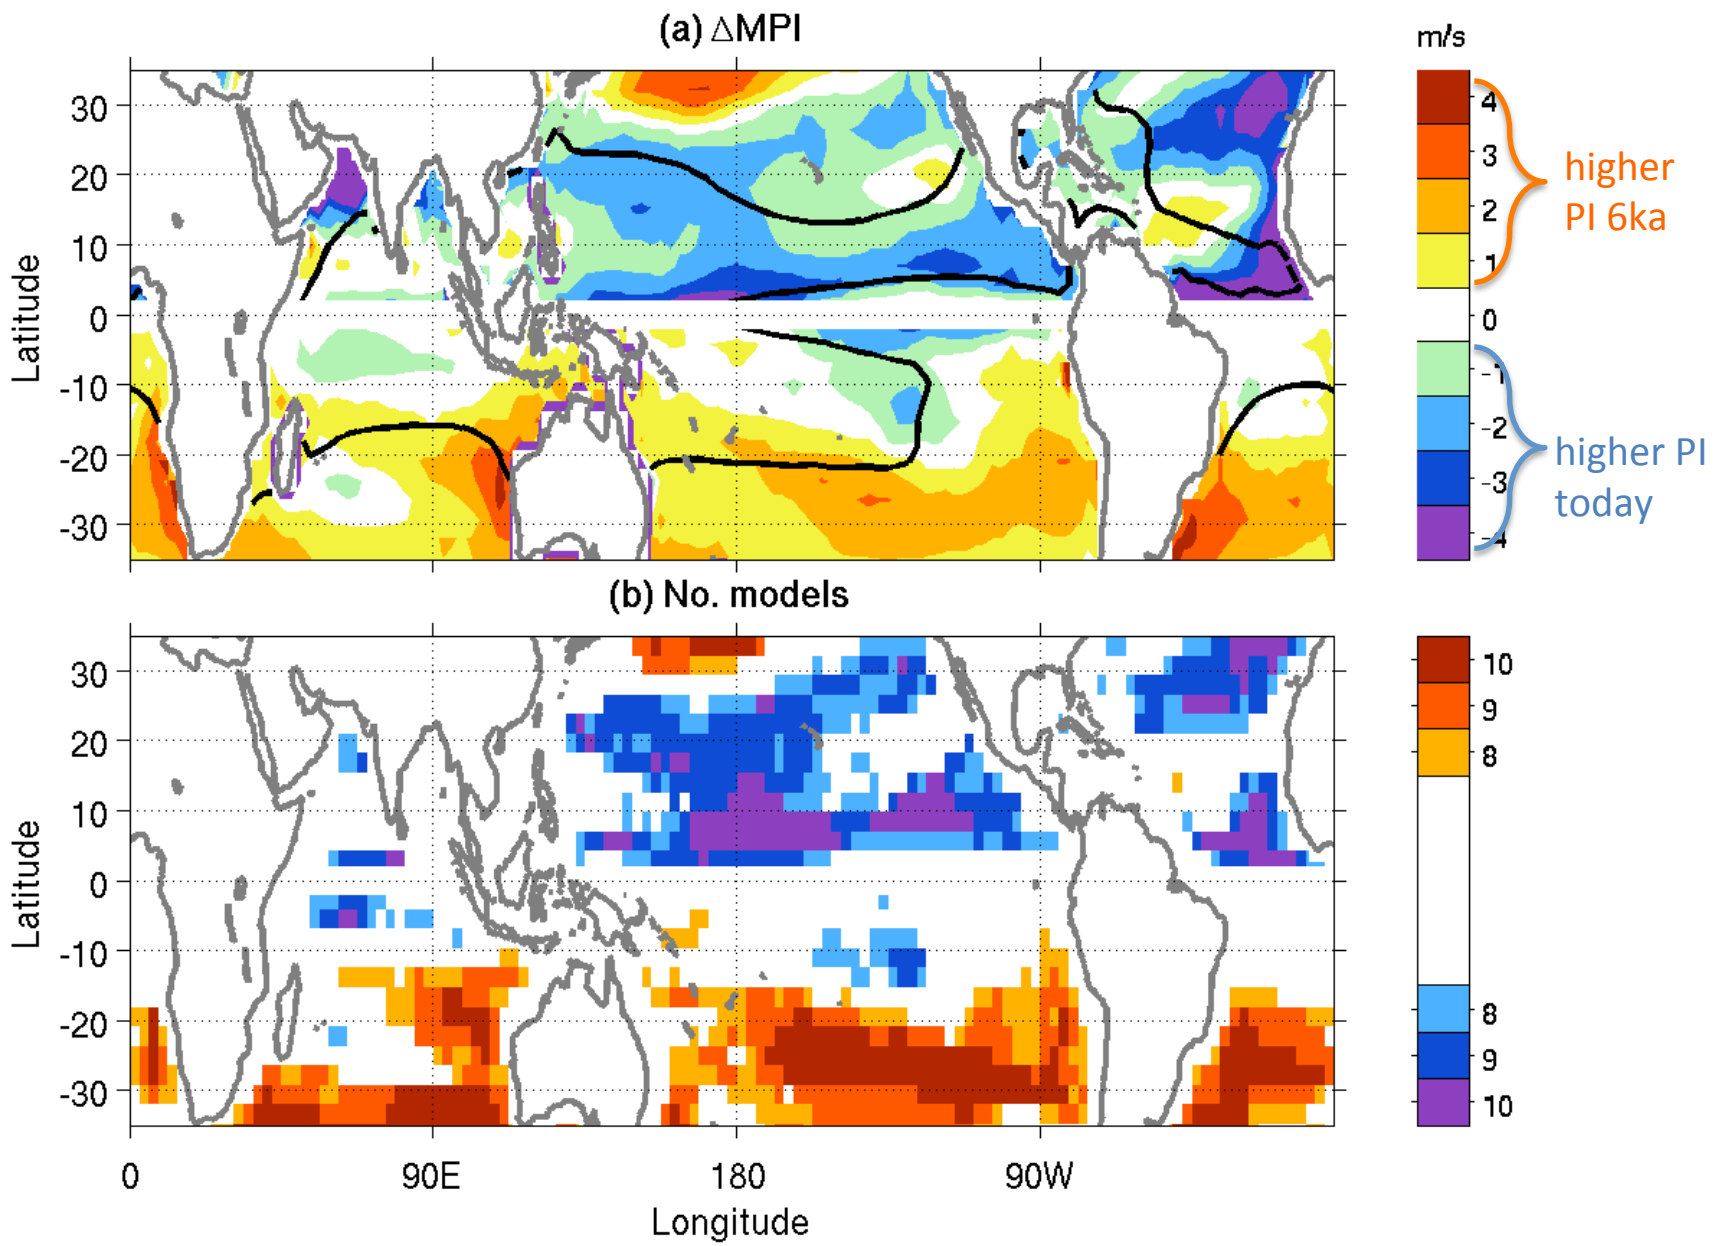 (a) ΔMPI
m/s
30
20
10
0
-10
-20
-30
Latitude
4
3
2
1
0
-1
-2
-3
-4
higher
PI 6ka
higher PI
today
(b) No. models
30
20
10
0
-10
-20
-30
Latitude
10
9
8
8
9
10
0
90E
180
90W
Longitude